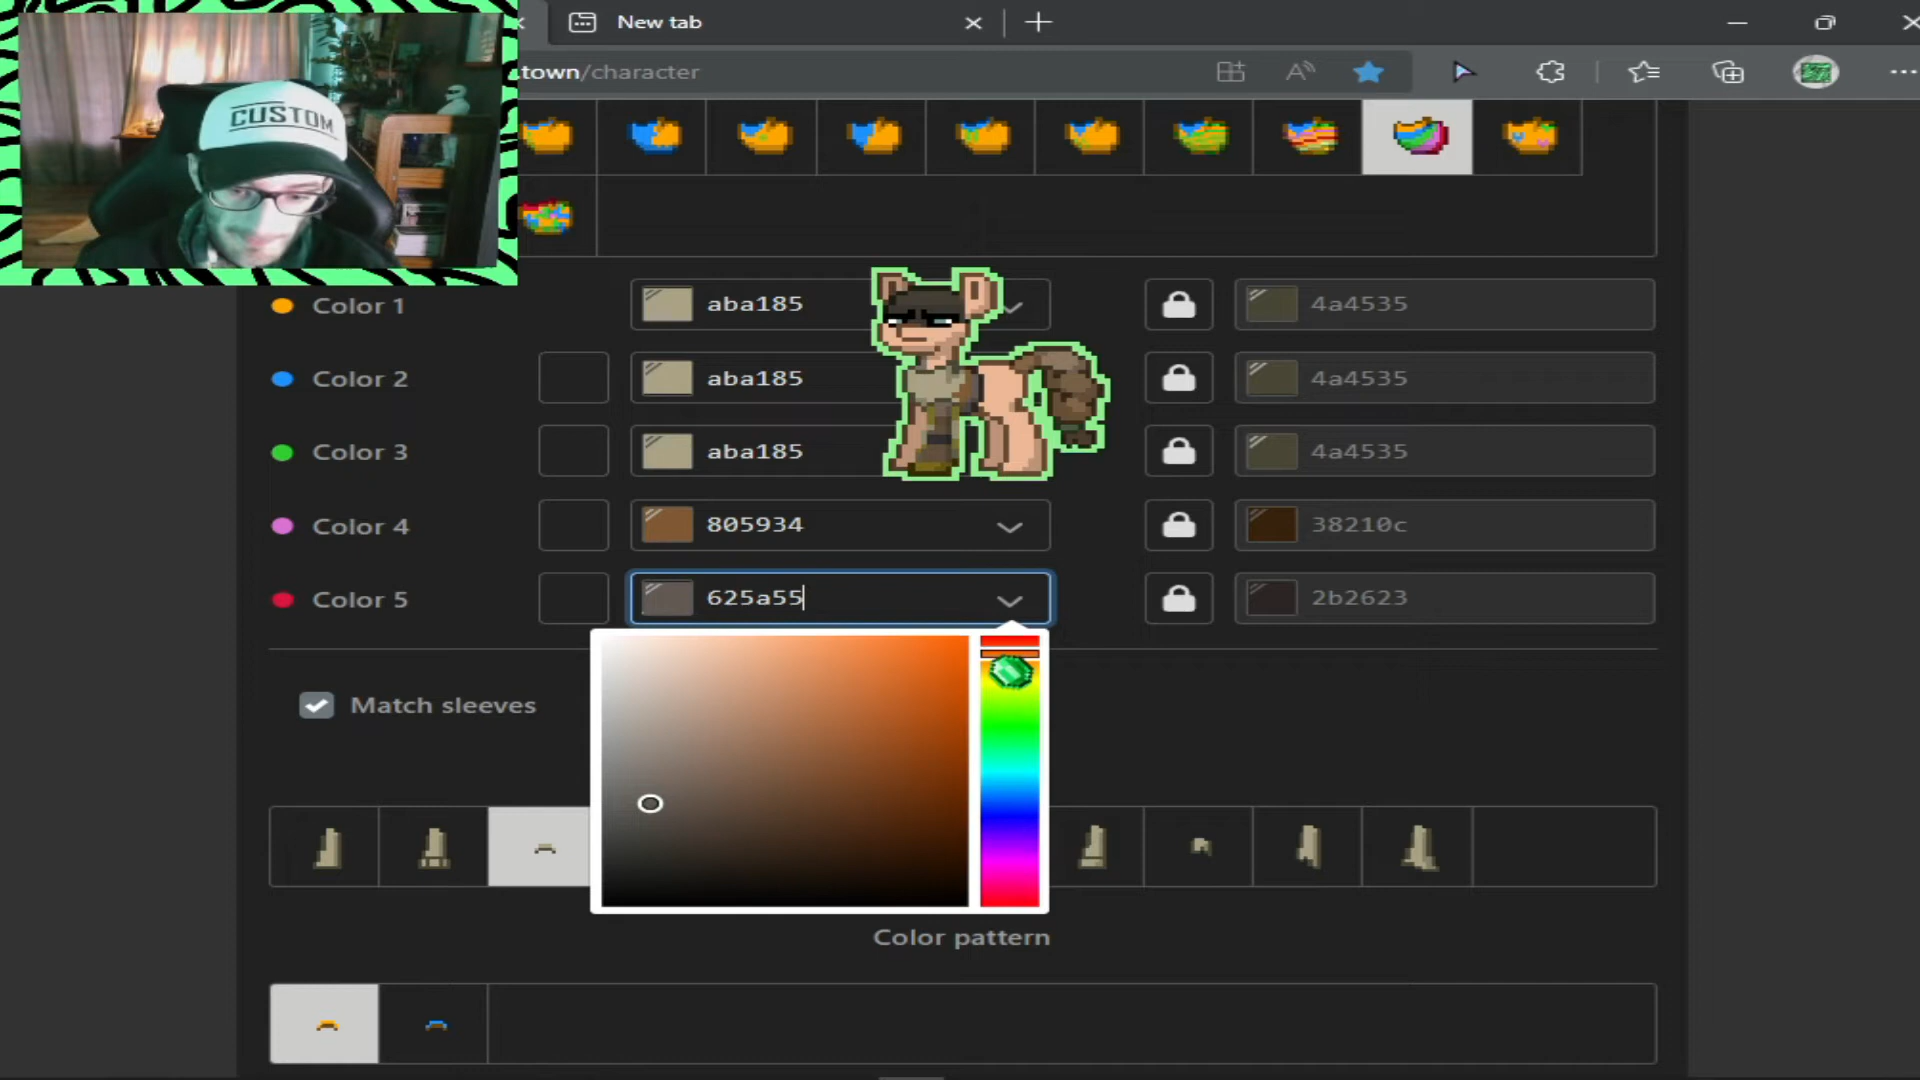 New tab
.town/character
CUSTOM
Color 1
aba185
4a4535
Color 2
aba185
4a4535
Color 3
aba185
4a4535
Color 4
805934
38210c
Color 5
625a55
2b2623
Match sleeves
Color pattern